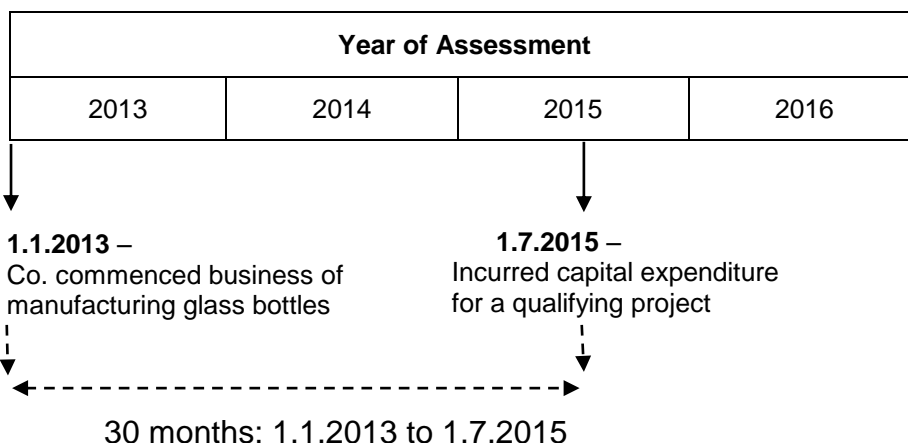 Year of Assessment
2013 2014 2015 2016
1.1.2013 –
Co. commenced business of
manufacturing glass bottles
1.7.2015 –
Incurred capital expenditure
for a qualifying project
30 months: 1.1.2013 to 1.7.2015